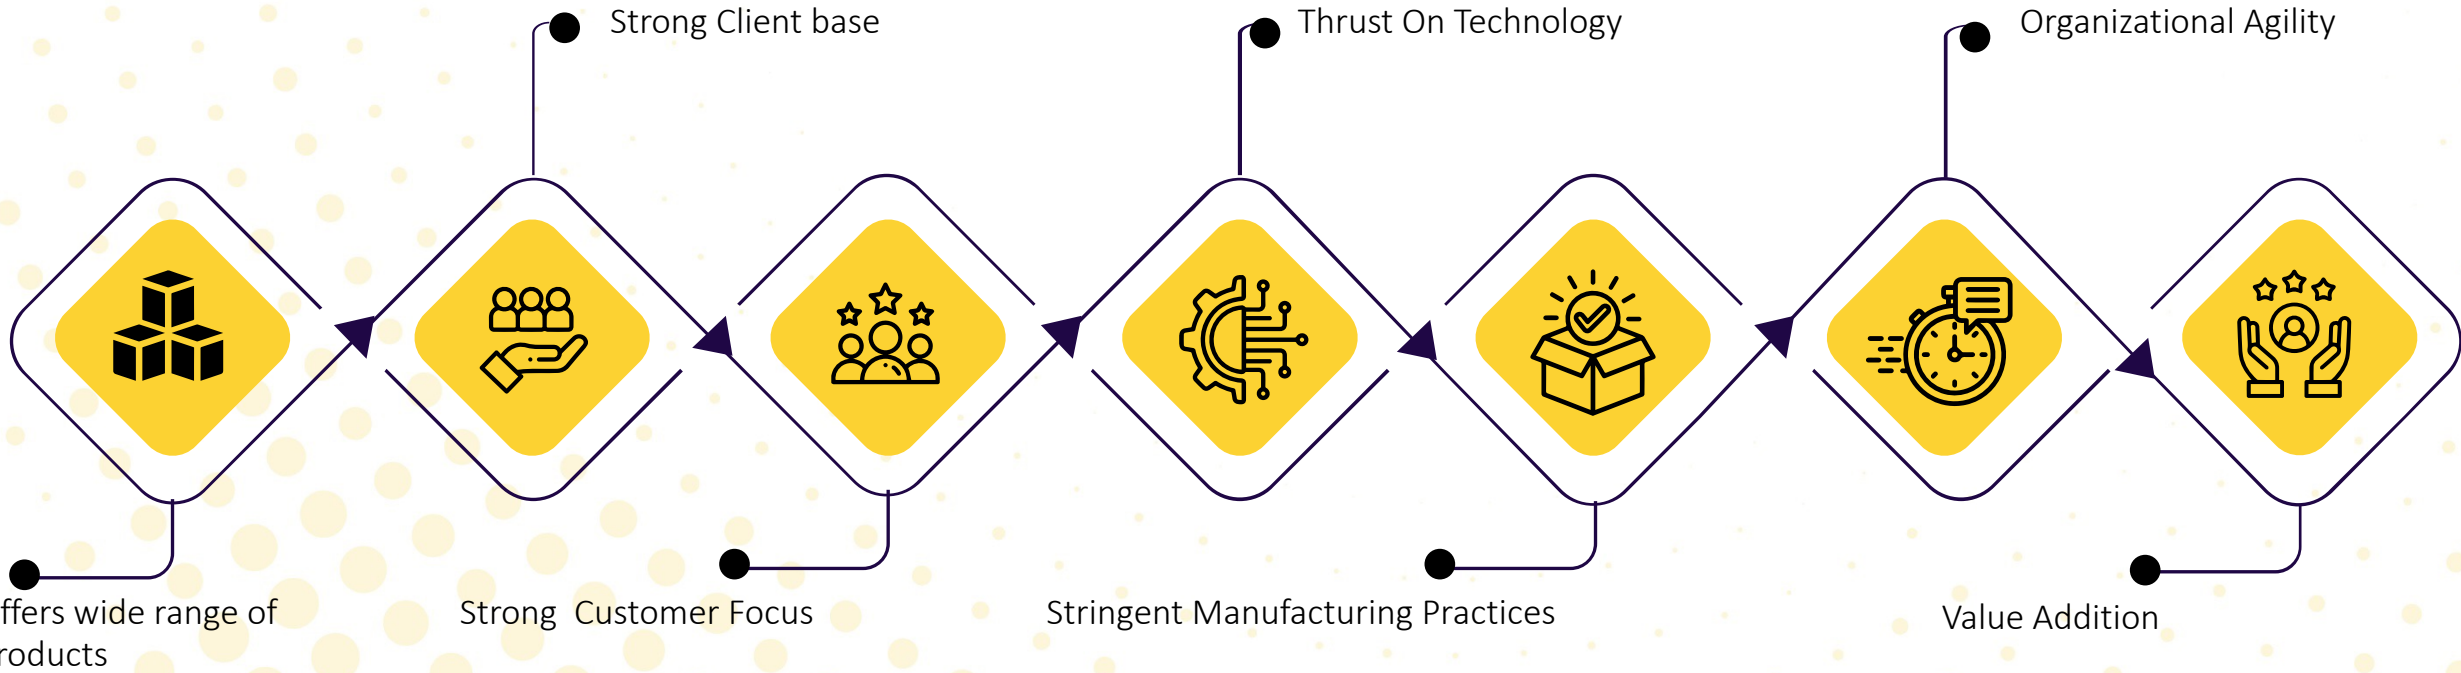 Strong Client base
Thrust On Technology
Organizational Agility
ffers wide range of
roducts
Strong  Customer Focus
Stringent Manufacturing Practices
Value Addition